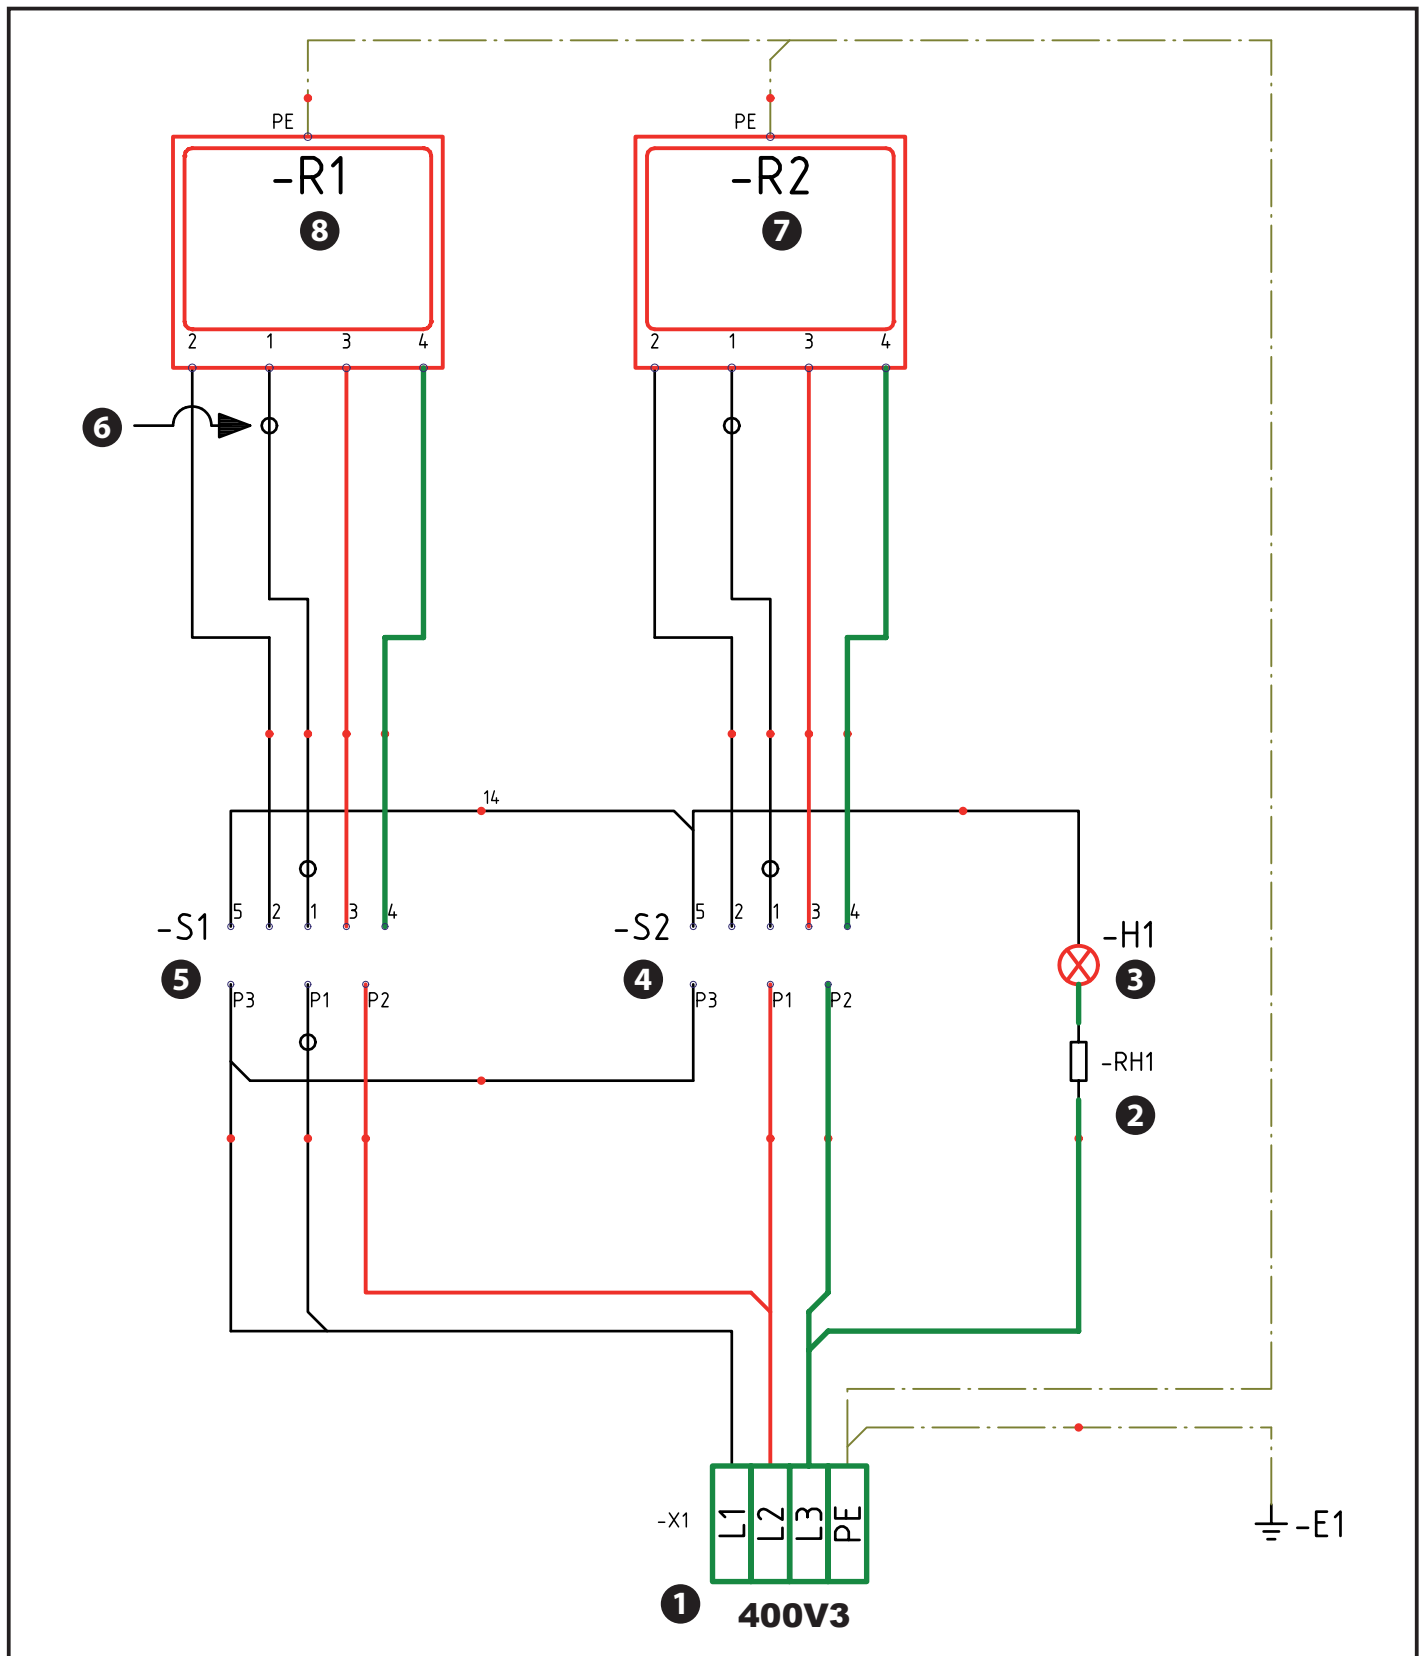 PE PE
-R1 -R2
8 7
2 1 3 4 2 1 3 4
6
14
5 2 1 3 4 5 2 1 3 4
-S1 -S2 -H1
5 4 3
P3 P1 P2 P3 P1 P2
-RH1
2
-X1 L1 L2 L3 PE -E1
1 400V3